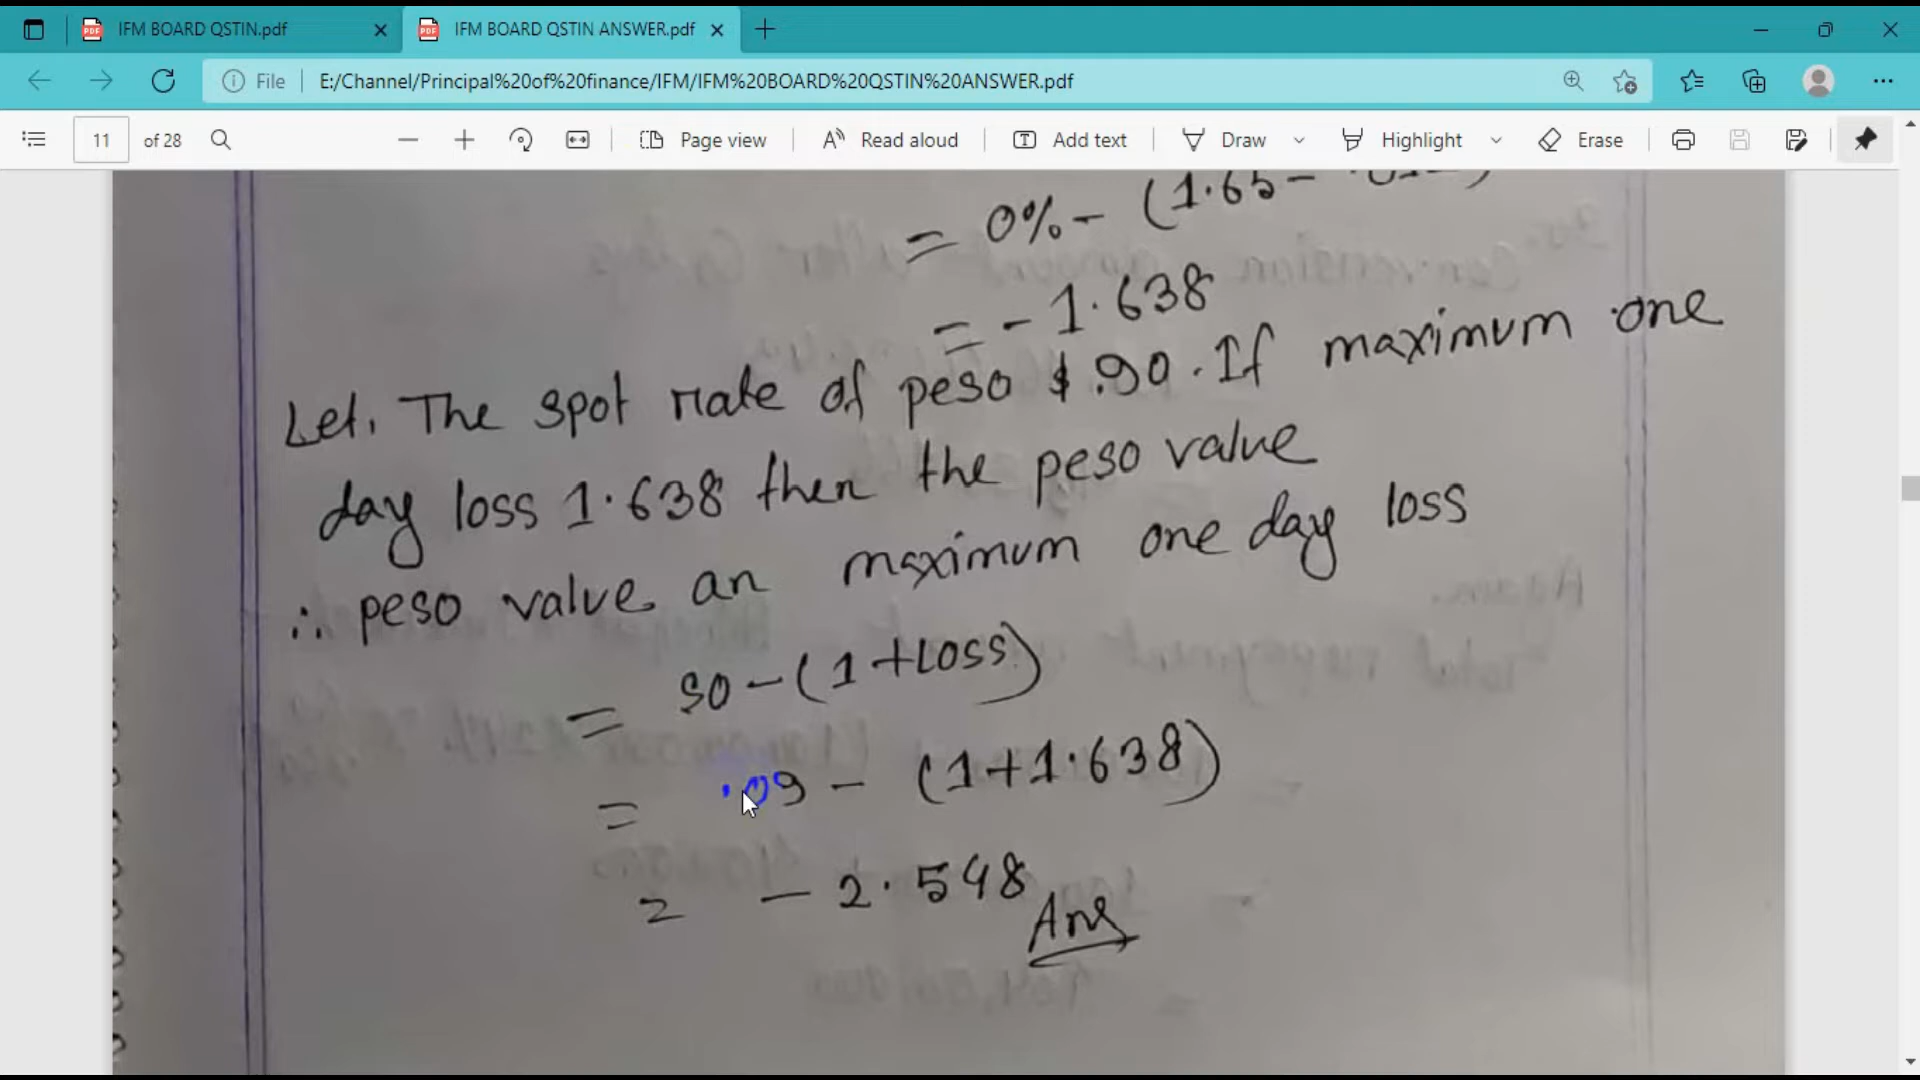 IFM BOARD QSTIN.pdf
IFM BOARD QSTIN ANSWER.pdf
File
E:/Channel/Principal%20of%20finance/IFM/IFM%20BOARD%20QSTIN%20ANSWER.pdf
11 of 28
Page view
Read aloud
Add text
Draw
Highlight
Erase
= 0% - (1.65 -
= - 1.638
Let, The spot rate of peso $ .90. If maximum one
day loss 1.638 then the peso value
∴ peso value an maximum one day loss
= S0 - (1 + Loss)
= .09 - (1 + 1.638)
= - 2.548
Ans